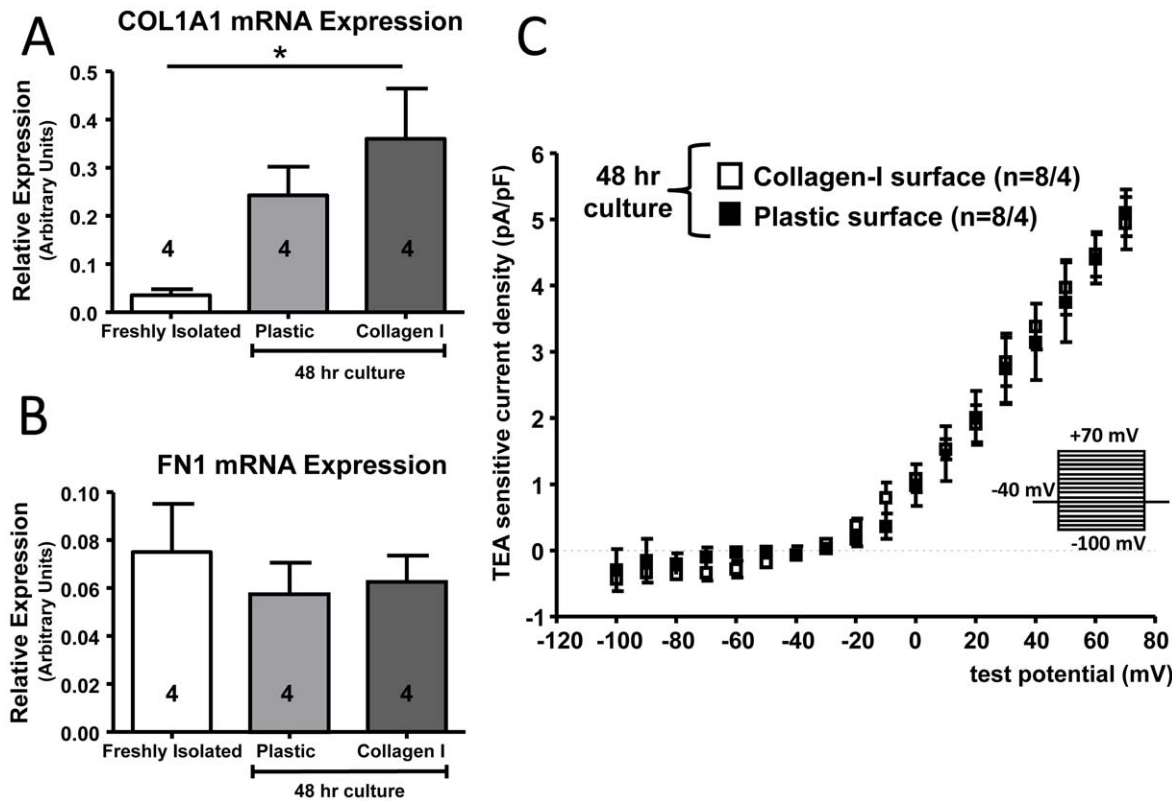 A
COL1A1 mRNA Expression
*
Relative Expression
(Arbitrary Units)
0.5
0.4
0.3
0.2
0.1
0.0
4
4
4
Freshly Isolated
Plastic
Collagen I
48 hr culture
B
FN1 mRNA Expression
Relative Expression
(Arbitrary Units)
0.10
0.08
0.06
0.04
0.02
0.00
4
4
4
Freshly Isolated
Plastic
Collagen I
48 hr culture
C
TEA sensitive current density (pA/pF)
6
5
4
3
2
1
0
-1
48 hr
culture
Collagen-I surface (n=8/4)
Plastic surface (n=8/4)
+70 mV
-40 mV
-100 mV
-120
-100
-80
-60
-40
-20
0
20
40
60
80
test potential (mV)